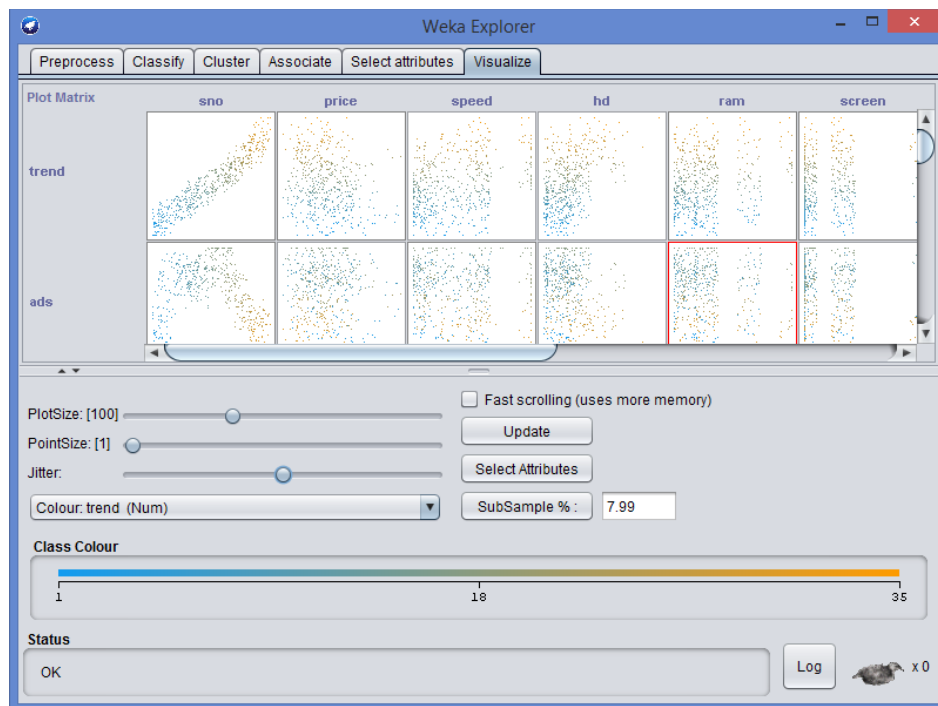 Weka Explorer
Preprocess Classify Cluster Associate Select attributes Visualize
Plot Matrix sno price speed hd ram screen
trend
ads
Fast scrolling (uses more memory)
PlotSize: [100]
Update
PointSize: [1]
Jitter: Select Attributes
Colour: trend (Num) SubSample % : 7.99
Class Colour
1 18 35
Status
OK Log x 0